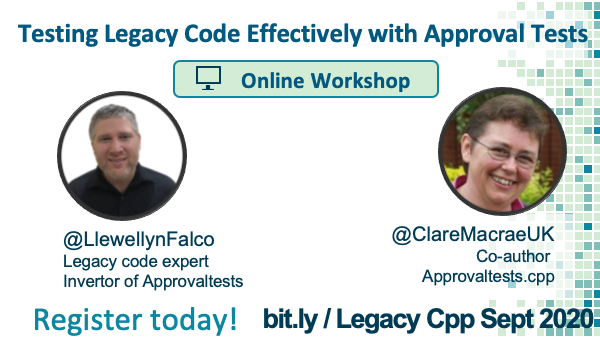 Testing Legacy Code Effectively with Approval Tests
Online Workshop
@LlewellynFalco
Legacy code expert
Invertor of Approvaltests
@ClareMacraeUK
Co-author
Approvaltests.cpp
Register today!
bit.ly / Legacy Cpp Sept 2020